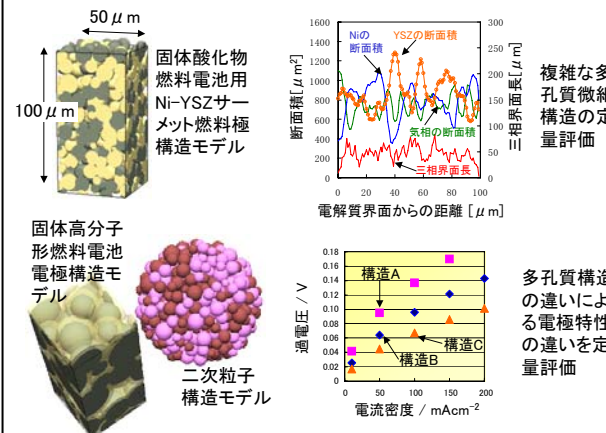 50μm
100μm
固体酸化物
燃料電池用
Ni-YSZサー
メット燃料極
構造モデル
Niの
断面積
YSZの断面積
気相の断面積
三相界面長
断面積[μm²]
1600
1400
1200
1000
800
600
400
200
0
三相界面長[μm]
300
250
200
150
100
50
0
0 20 40 60 80 100
電解質界面からの距離 [μm]
複雑な多
孔質微細
構造の定
量評価
固体高分子
形燃料電池
電極構造モ
デル
二次粒子
構造モデル
過電圧 / V
0.18
0.16
0.14
0.12
0.10
0.08
0.06
0.04
0.02
0
構造A
構造B
構造C
0 50 100 150 200
電流密度 / mAcm⁻²
多孔質構造
の違いによ
る電極特性
の違いを定
量評価